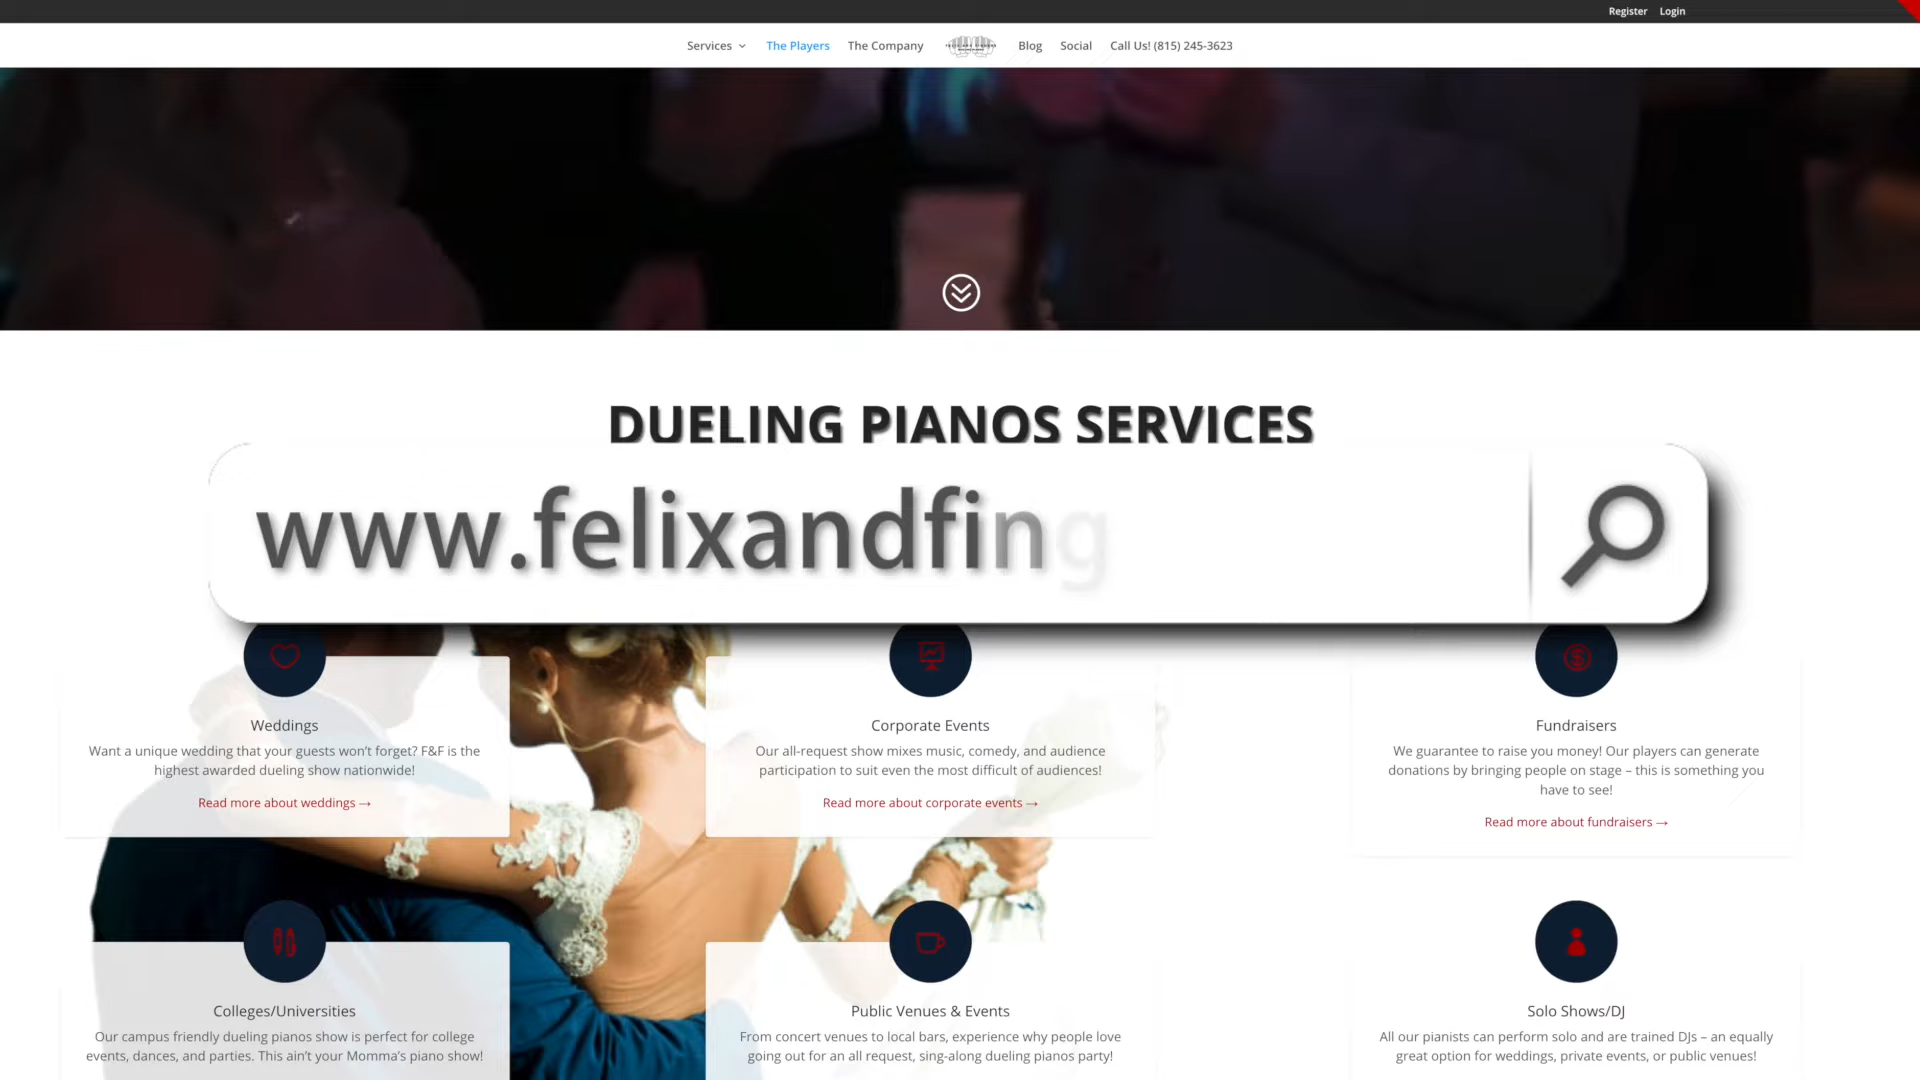 Register Login
Services The Players The Company Blog Social Call Us! (815) 245-3623
DUELING PIANOS SERVICES
www.felixandfing
Weddings
Want a unique wedding that your guests won't forget? F&F is the
highest awarded dueling show nationwide!
Read more about weddings →
Corporate Events
Our all-request show mixes music, comedy, and audience
participation to suit even the most difficult of audiences!
Read more about corporate events →
Fundraisers
We guarantee to raise you money! Our players can generate
donations by bringing people on stage – this is something you
have to see!
Read more about fundraisers →
Colleges/Universities
Our campus friendly dueling pianos show is perfect for college
events, dances, and parties. This ain't your Momma's piano show!
Public Venues & Events
From concert venues to local bars, experience why people love
going out for an all request, sing-along dueling pianos party!
Solo Shows/DJ
All our pianists can perform solo and are trained DJs – an equally
great option for weddings, private events, or public venues!